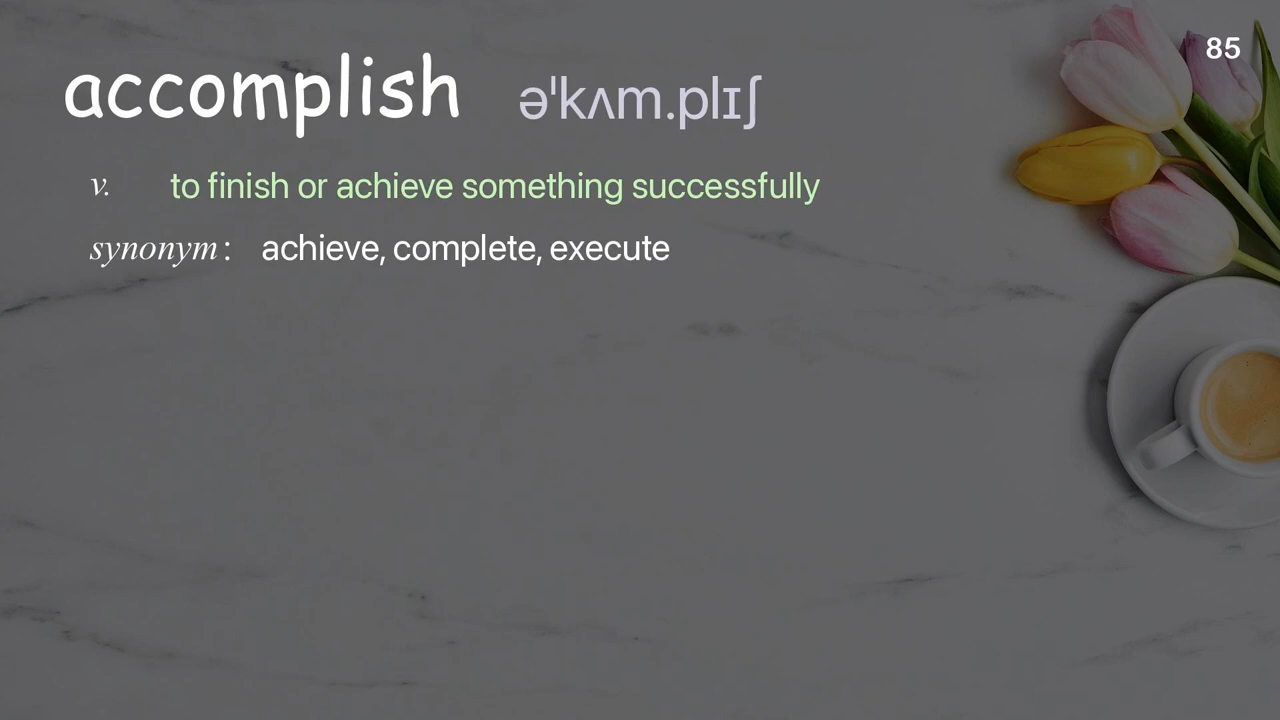 85
accomplish əˈkʌm.plɪʃ
v. to finish or achieve something successfully
synonym: achieve, complete, execute